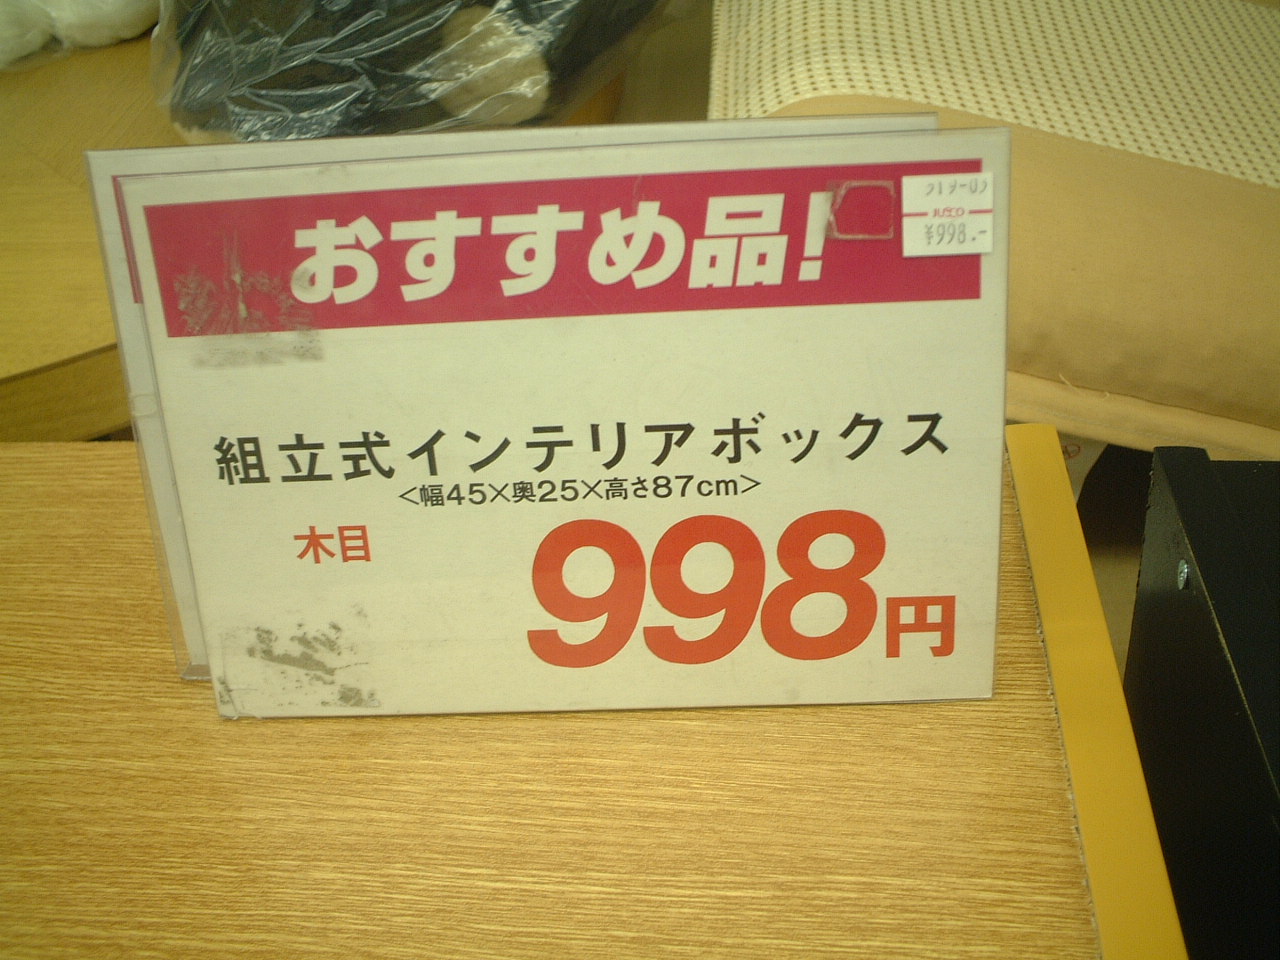 おすすめ品!
JUSCO
¥998.-
組立式インテリアボックス
<幅45×奥25×高さ87cm>
木目
998円